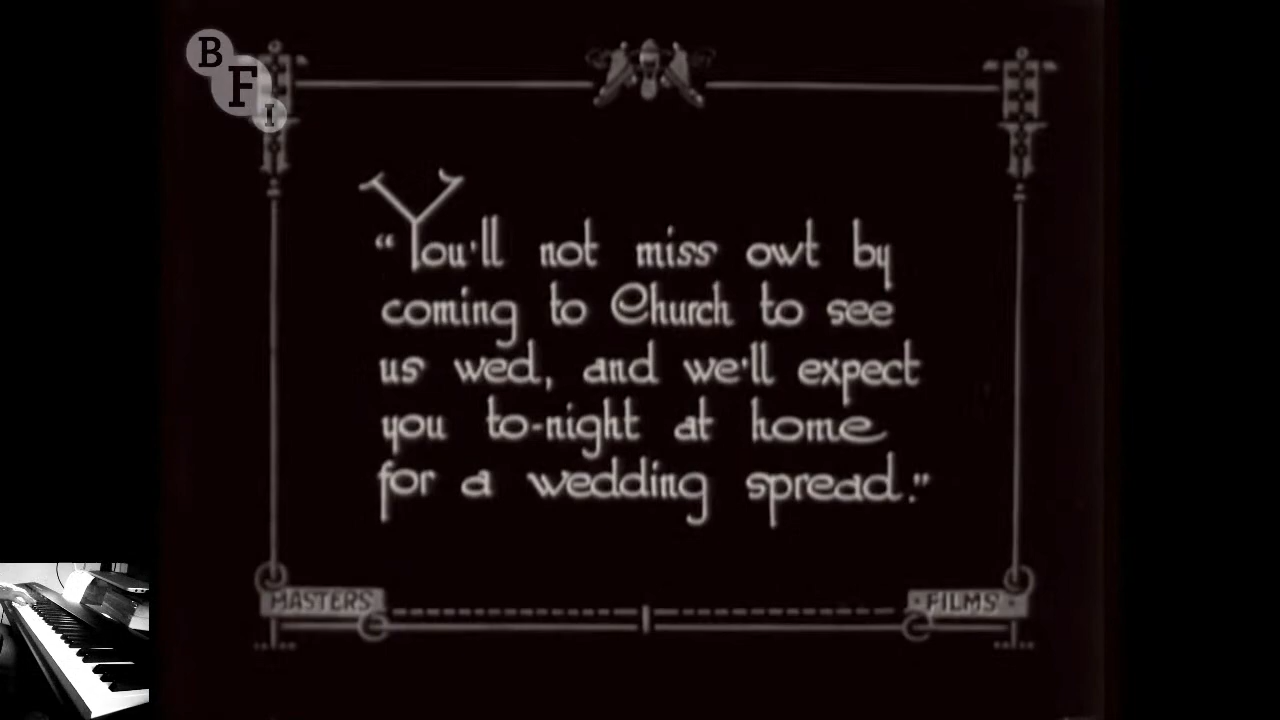 BFI
"You'll not miss owt by
coming to Church to see
us wed, and we'll expect
you to-night at home
for a wedding spread."
MASTERS
FILMS